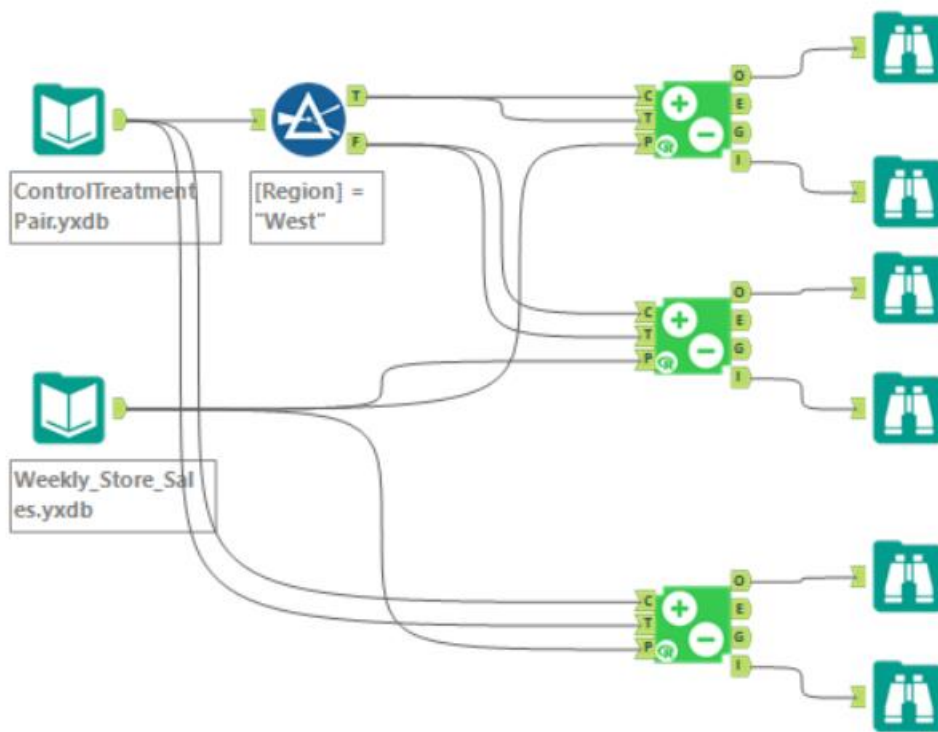 T
F
ControlTreatment
Pair.yxdb
[Region] =
"West"
C
T
P
R
O
E
G
I
C
T
P
R
O
E
G
I
Weekly_Store_Sal
es.yxdb
C
T
P
R
O
E
G
I